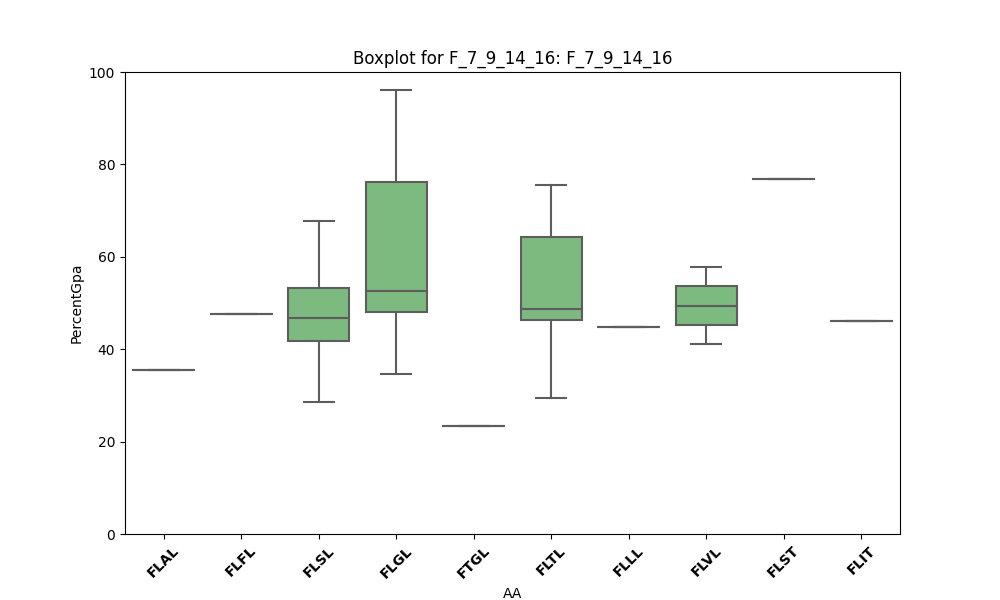 Boxplot for F_7_9_14_16: F_7_9_14_16
100
80
60
40
20
0
PercentGpa
FLAL
FLFL
FLSL
FLGL
FTGL
FLTL
FLLL
FLVL
FLST
FLIT
AA